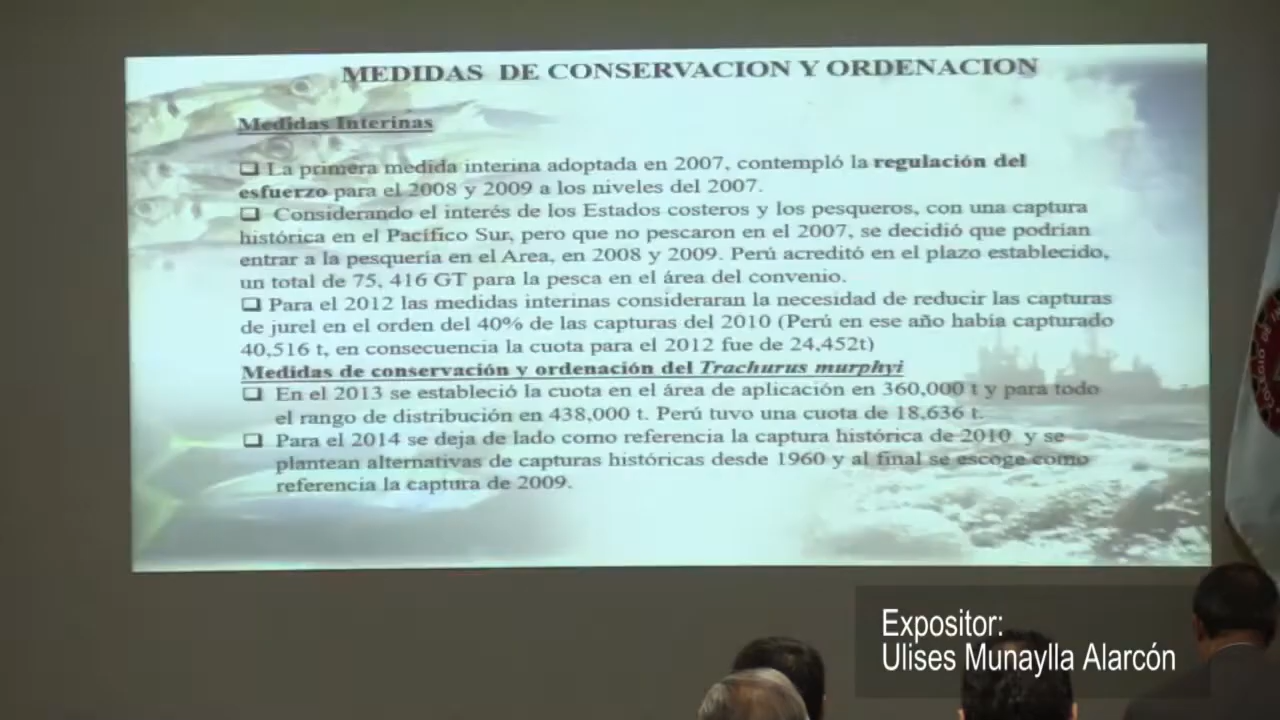 MEDIDAS DE CONSERVACION Y ORDENACION
Medidas Interinas
❑ La primera medida interina adoptada en 2007, contempló la regulación del
esfuerzo para el 2008 y 2009 a los niveles del 2007.
❑ Considerando el interés de los Estados costeros y los pesqueros, con una captura
histórica en el Pacífico Sur, pero que no pescaron en el 2007, se decidió que podrían
entrar a la pesquería en el Area, en 2008 y 2009. Perú acreditó en el plazo establecido,
un total de 75, 416 GT para la pesca en el área del convenio.
❑ Para el 2012 las medidas interinas consideraran la necesidad de reducir las capturas
de jurel en el orden del 40% de las capturas del 2010 (Perú en ese año había capturado
40,516 t, en consecuencia la cuota para el 2012 fue de 24,452t)
Medidas de conservación y ordenación del Trachurus murphyi
❑ En el 2013 se estableció la cuota en el área de aplicación en 360,000 t y para todo
el rango de distribución en 438,000 t. Perú tuvo una cuota de 18,636 t.
❑ Para el 2014 se deja de lado como referencia la captura histórica de 2010 y se
plantean alternativas de capturas históricas desde 1960 y al final se escoge como
referencia la captura de 2009.
Expositor:
Ulises Munaylla Alarcón